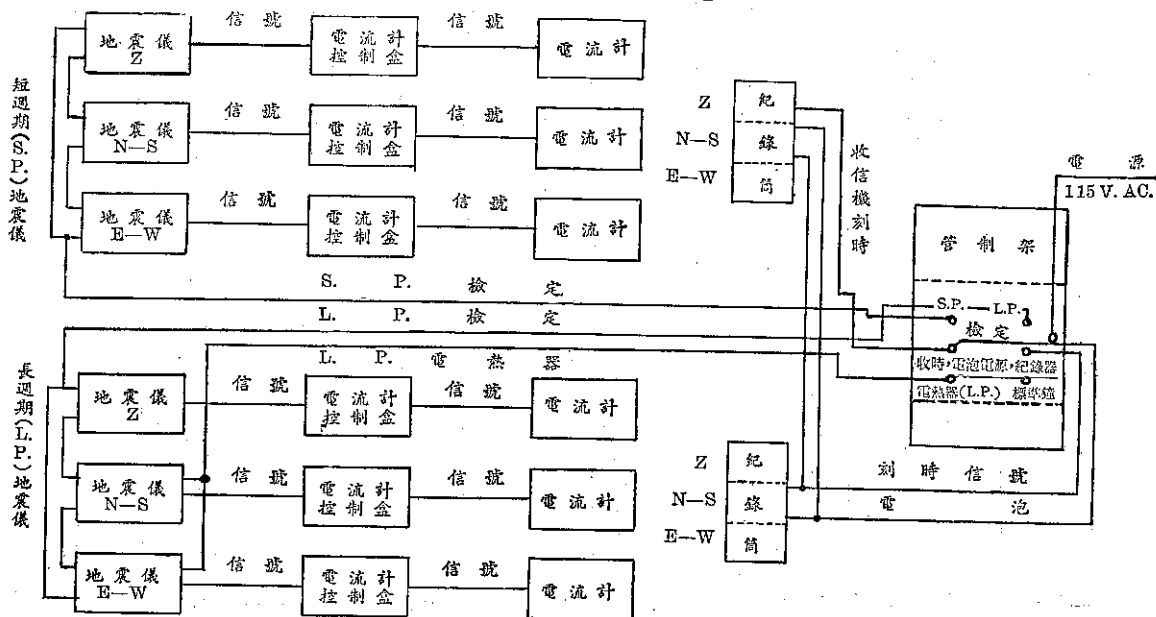 短週期(S.P.)地震儀
地震儀
Z
信號
電流計
控制盒
信號
電流計
地震儀
N—S
信號
電流計
控制盒
信號
電流計
地震儀
E—W
信號
電流計
控制盒
信號
電流計
Z
N—S
E—W
紀
錄
筒
收信機刻時
電源
115 V. AC.
管制架
S.P.—L.P.
檢定
收時,電泡電源,紀錄器
電熱器(L.P.) 標準鐘
S. P. 檢定
L. P. 檢定
L. P. 電熱器
長週期(L.P.)地震儀
地震儀
Z
信號
電流計
控制盒
信號
電流計
地震儀
N—S
信號
電流計
控制盒
信號
電流計
地震儀
E—W
信號
電流計
控制盒
信號
電流計
Z
N—S
E—W
紀
錄
筒
刻時信號
電泡